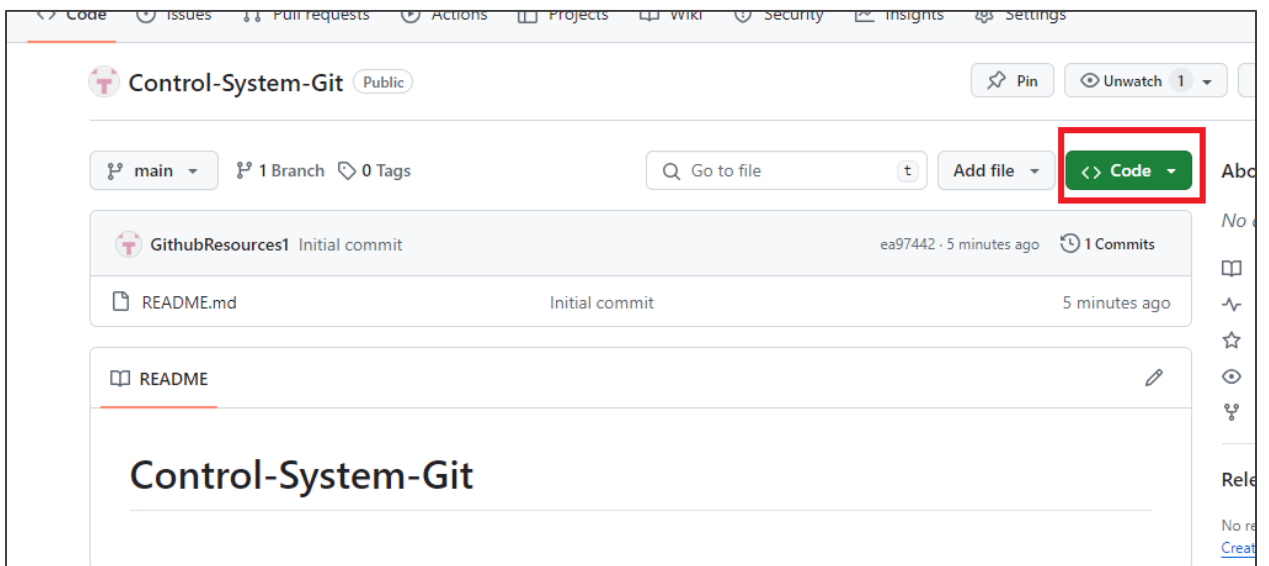 <> Code Issues Pull requests Actions Projects Wiki Security Insights Settings
Control-System-Git Public Pin Unwatch 1
main 1 Branch 0 Tags Go to file t Add file <> Code
GithubResources1 Initial commit ea97442 · 5 minutes ago 1 Commits
README.md Initial commit 5 minutes ago
README
Control-System-Git
No